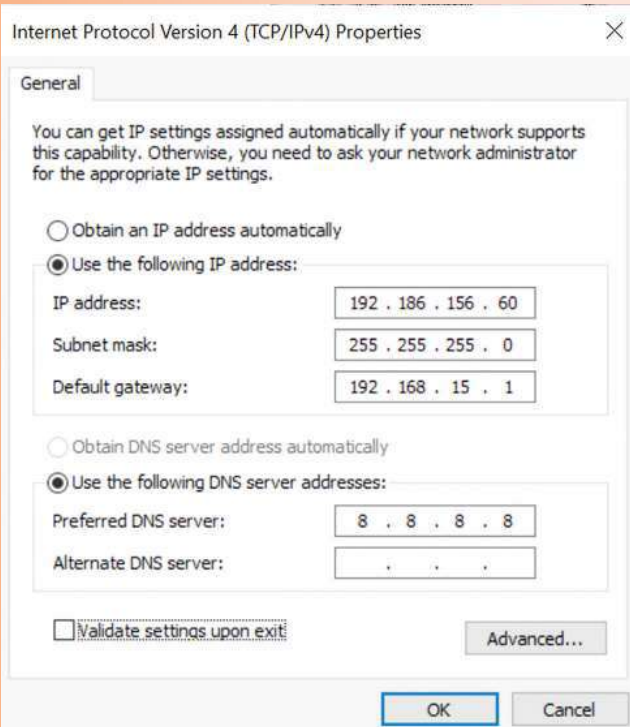 Internet Protocol Version 4 (TCP/IPv4) Properties
General
You can get IP settings assigned automatically if your network supports
this capability. Otherwise, you need to ask your network administrator
for the appropriate IP settings.
Obtain an IP address automatically
Use the following IP address:
IP address: 192 . 186 . 156 . 60
Subnet mask: 255 . 255 . 255 . 0
Default gateway: 192 . 168 . 15 . 1
Obtain DNS server address automatically
Use the following DNS server addresses:
Preferred DNS server: 8 . 8 . 8 . 8
Alternate DNS server: . . .
Validate settings upon exit
Advanced...
OK Cancel